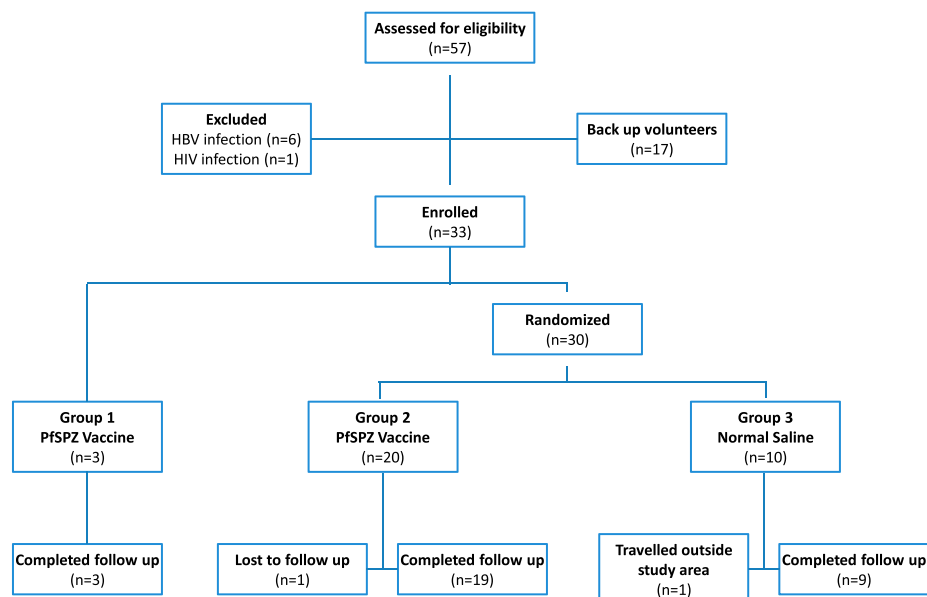 Assessed for eligibility
(n=57)
Excluded
HBV infection (n=6)
HIV infection (n=1)
Back up volunteers
(n=17)
Enrolled
(n=33)
Randomized
(n=30)
Group 1
PfSPZ Vaccine
(n=3)
Group 2
PfSPZ Vaccine
(n=20)
Group 3
Normal Saline
(n=10)
Completed follow up
(n=3)
Lost to follow up
(n=1)
Completed follow up
(n=19)
Travelled outside
study area
(n=1)
Completed follow up
(n=9)